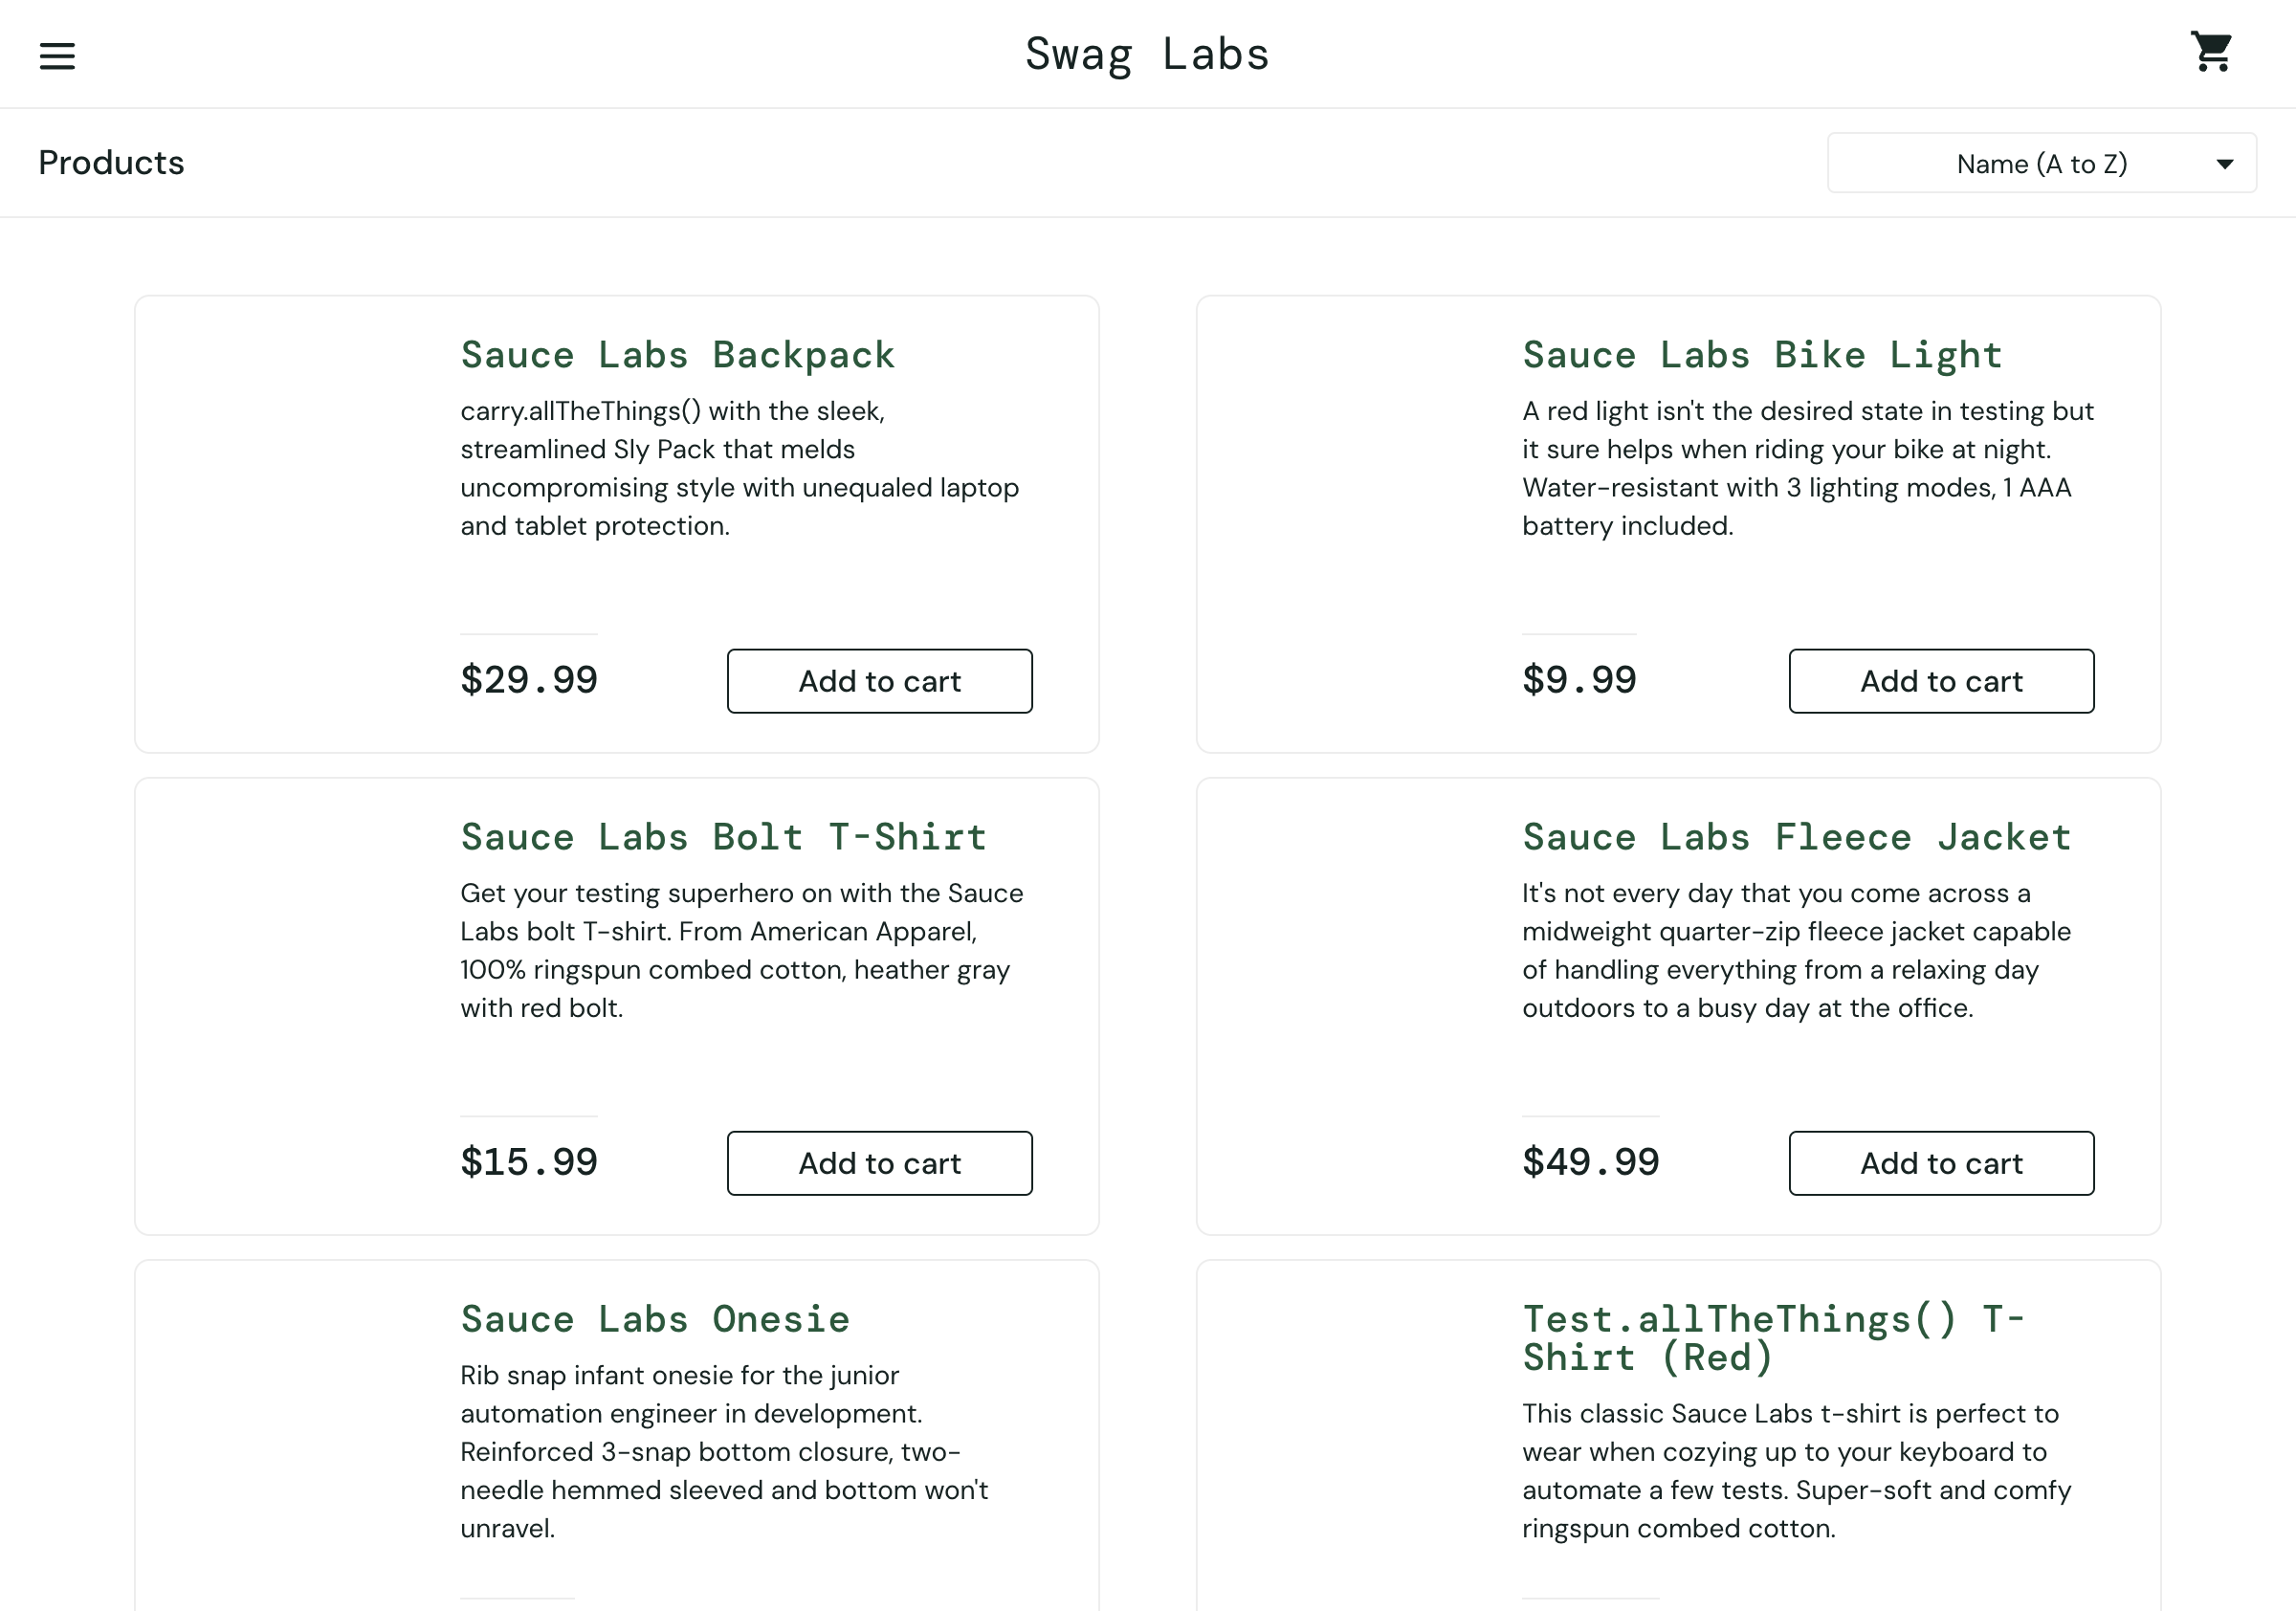 Swag Labs
Products
Name (A to Z)
Sauce Labs Backpack
carry.allTheThings() with the sleek,
streamlined Sly Pack that melds
uncompromising style with unequaled laptop
and tablet protection.
$29.99
Add to cart
Sauce Labs Bike Light
A red light isn't the desired state in testing but
it sure helps when riding your bike at night.
Water-resistant with 3 lighting modes, 1 AAA
battery included.
$9.99
Add to cart
Sauce Labs Bolt T-Shirt
Get your testing superhero on with the Sauce
Labs bolt T-shirt. From American Apparel,
100% ringspun combed cotton, heather gray
with red bolt.
$15.99
Add to cart
Sauce Labs Fleece Jacket
It's not every day that you come across a
midweight quarter-zip fleece jacket capable
of handling everything from a relaxing day
outdoors to a busy day at the office.
$49.99
Add to cart
Sauce Labs Onesie
Rib snap infant onesie for the junior
automation engineer in development.
Reinforced 3-snap bottom closure, two-
needle hemmed sleeved and bottom won't
unravel.
Test.allTheThings() T-
Shirt (Red)
This classic Sauce Labs t-shirt is perfect to
wear when cozying up to your keyboard to
automate a few tests. Super-soft and comfy
ringspun combed cotton.